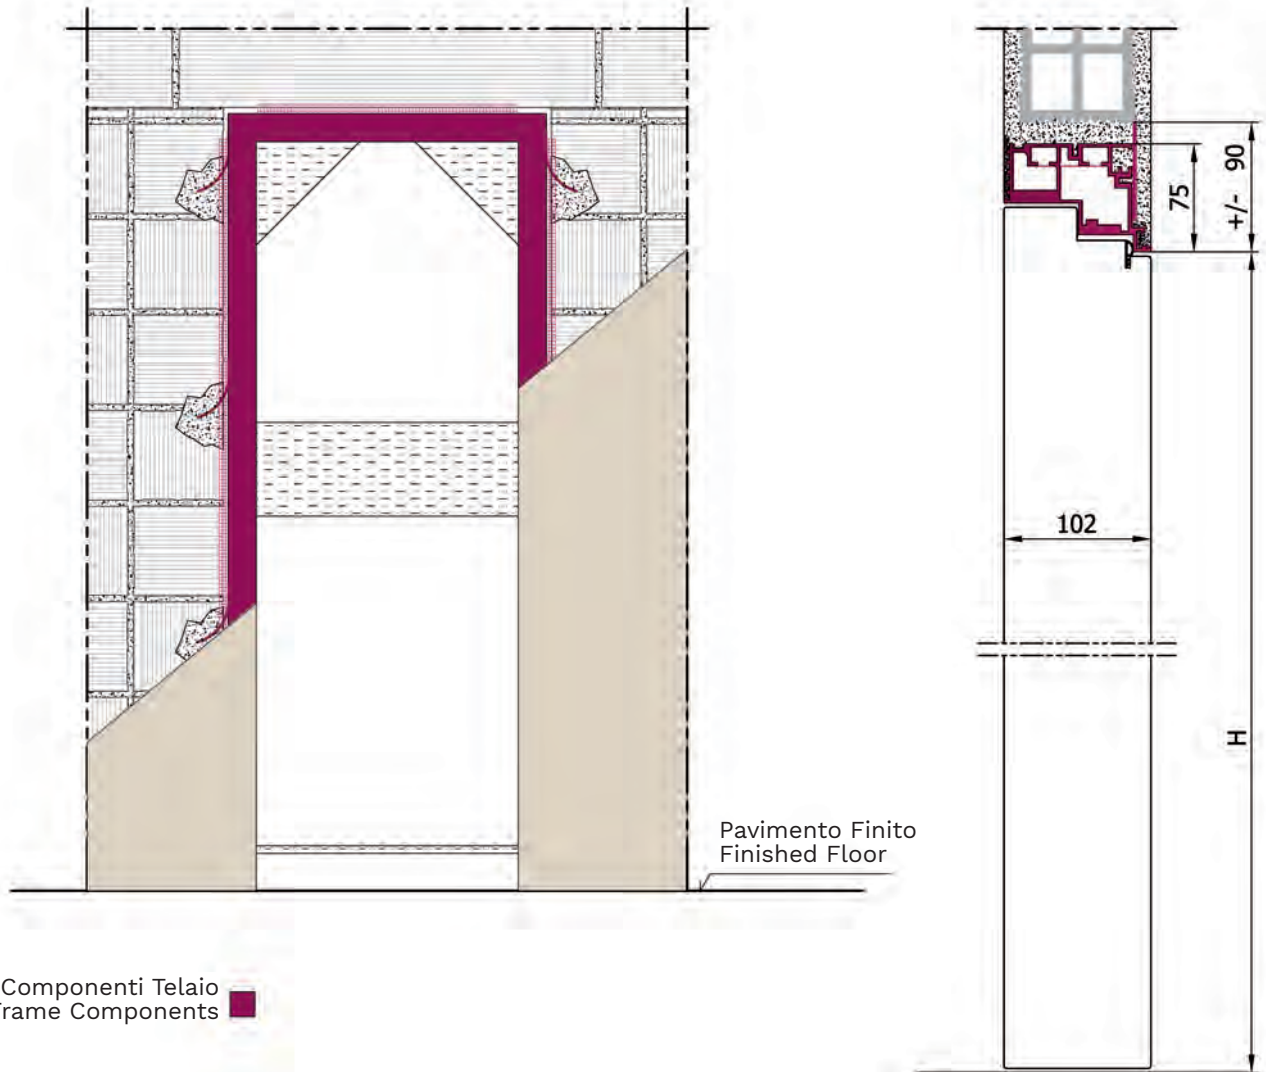 75
+/- 90
102
H
Pavimento Finito
Finished Floor
Componenti Telaio
rame Components